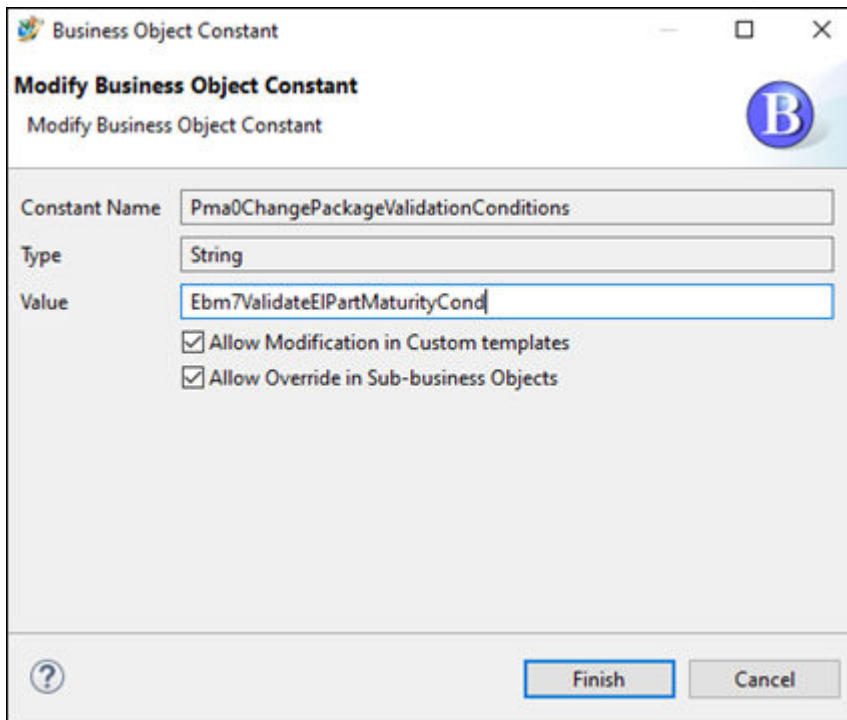 Business Object Constant
Modify Business Object Constant
Modify Business Object Constant
B
Constant Name Pma0ChangePackageValidationConditions
Type String
Value Ebm7ValidateElPartMaturityCond
Allow Modification in Custom templates
Allow Override in Sub-business Objects
? Finish Cancel